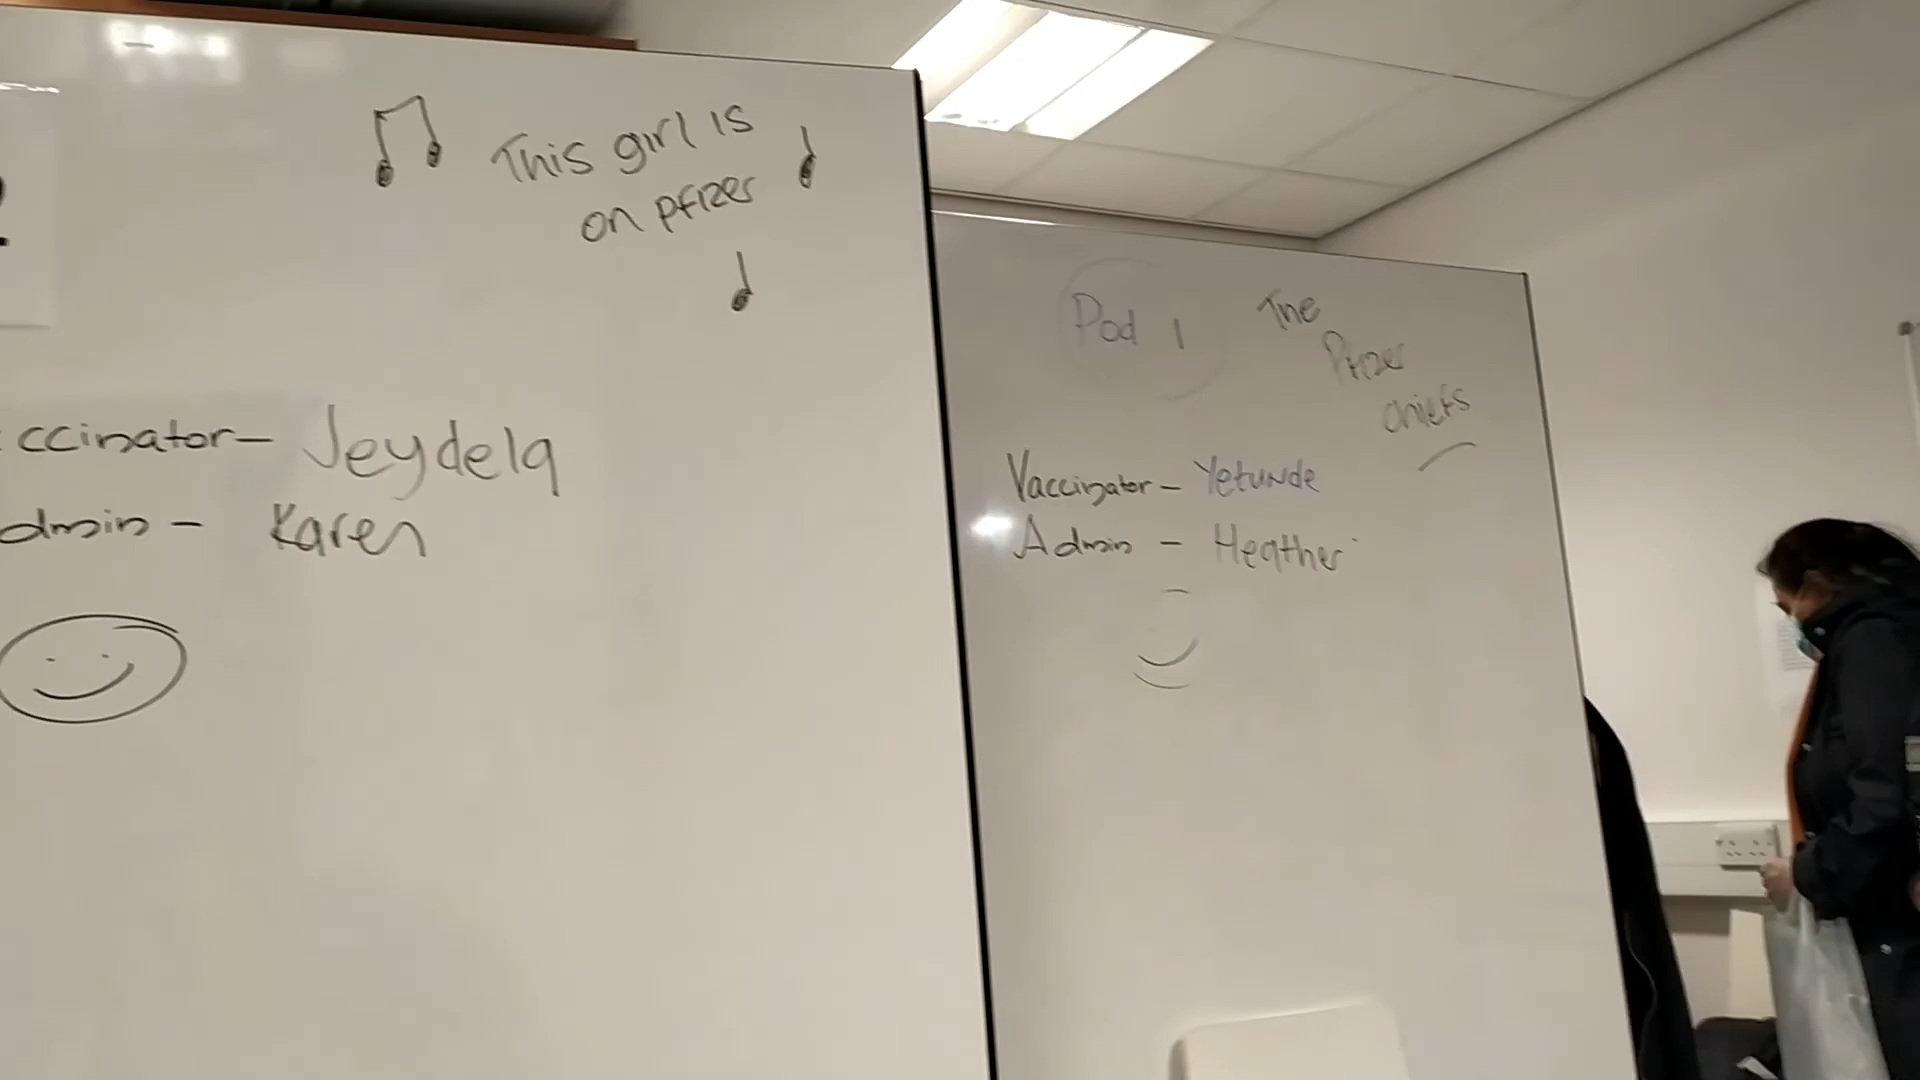 This girl is
on pfizer
ccinator - Jeydela
dmin - Karen
Pod 1
The
Pfizer
chiefs
Vaccinator - Yetunde
Admin - Heather